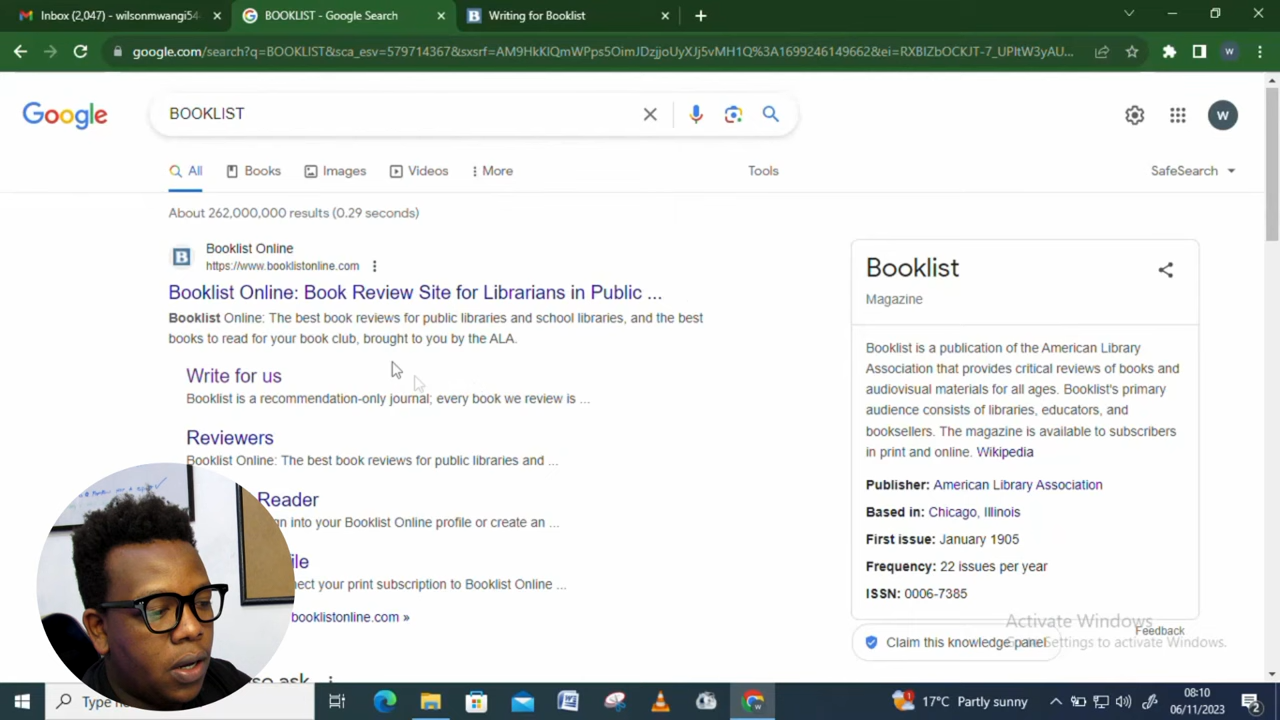 Inbox (2,047) - wilsonmwangi54
BOOKLIST - Google Search
Writing for Booklist
google.com/search?q=BOOKLIST&sca_esv=579714367&sxsrf=AM9HkKlQmWPps5OimJDzjjoUyXJj5vMH1Q%3A1699246149662&ei=RXBIZbOCKJT-7_UPltW3yAU...
Google
BOOKLIST
W
All
Books
Images
Videos
More
Tools
SafeSearch
About 262,000,000 results (0.29 seconds)
B
Booklist Online
https://www.booklistonline.com
Booklist Online: Book Review Site for Librarians in Public ...
Booklist Online: The best book reviews for public libraries and school libraries, and the best
books to read for your book club, brought to you by the ALA.
Write for us
Booklist is a recommendation-only journal; every book we review is ...
Reviewers
Booklist Online: The best book reviews for public libraries and ...
Reader
into your Booklist Online profile or create an ...
your print subscription to Booklist Online ...
booklistonline.com »
ask
Booklist
Magazine
Booklist is a publication of the American Library
Association that provides critical reviews of books and
audiovisual materials for all ages. Booklist's primary
audience consists of libraries, educators, and
booksellers. The magazine is available to subscribers
in print and online. Wikipedia
Publisher: American Library Association
Based in: Chicago, Illinois
First issue: January 1905
Frequency: 22 issues per year
ISSN: 0006-7385
Activate Windows
Feedback
Claim this knowledge panel
Settings to activate Windows.
Type
17°C Partly sunny
08:10
06/11/2023
2